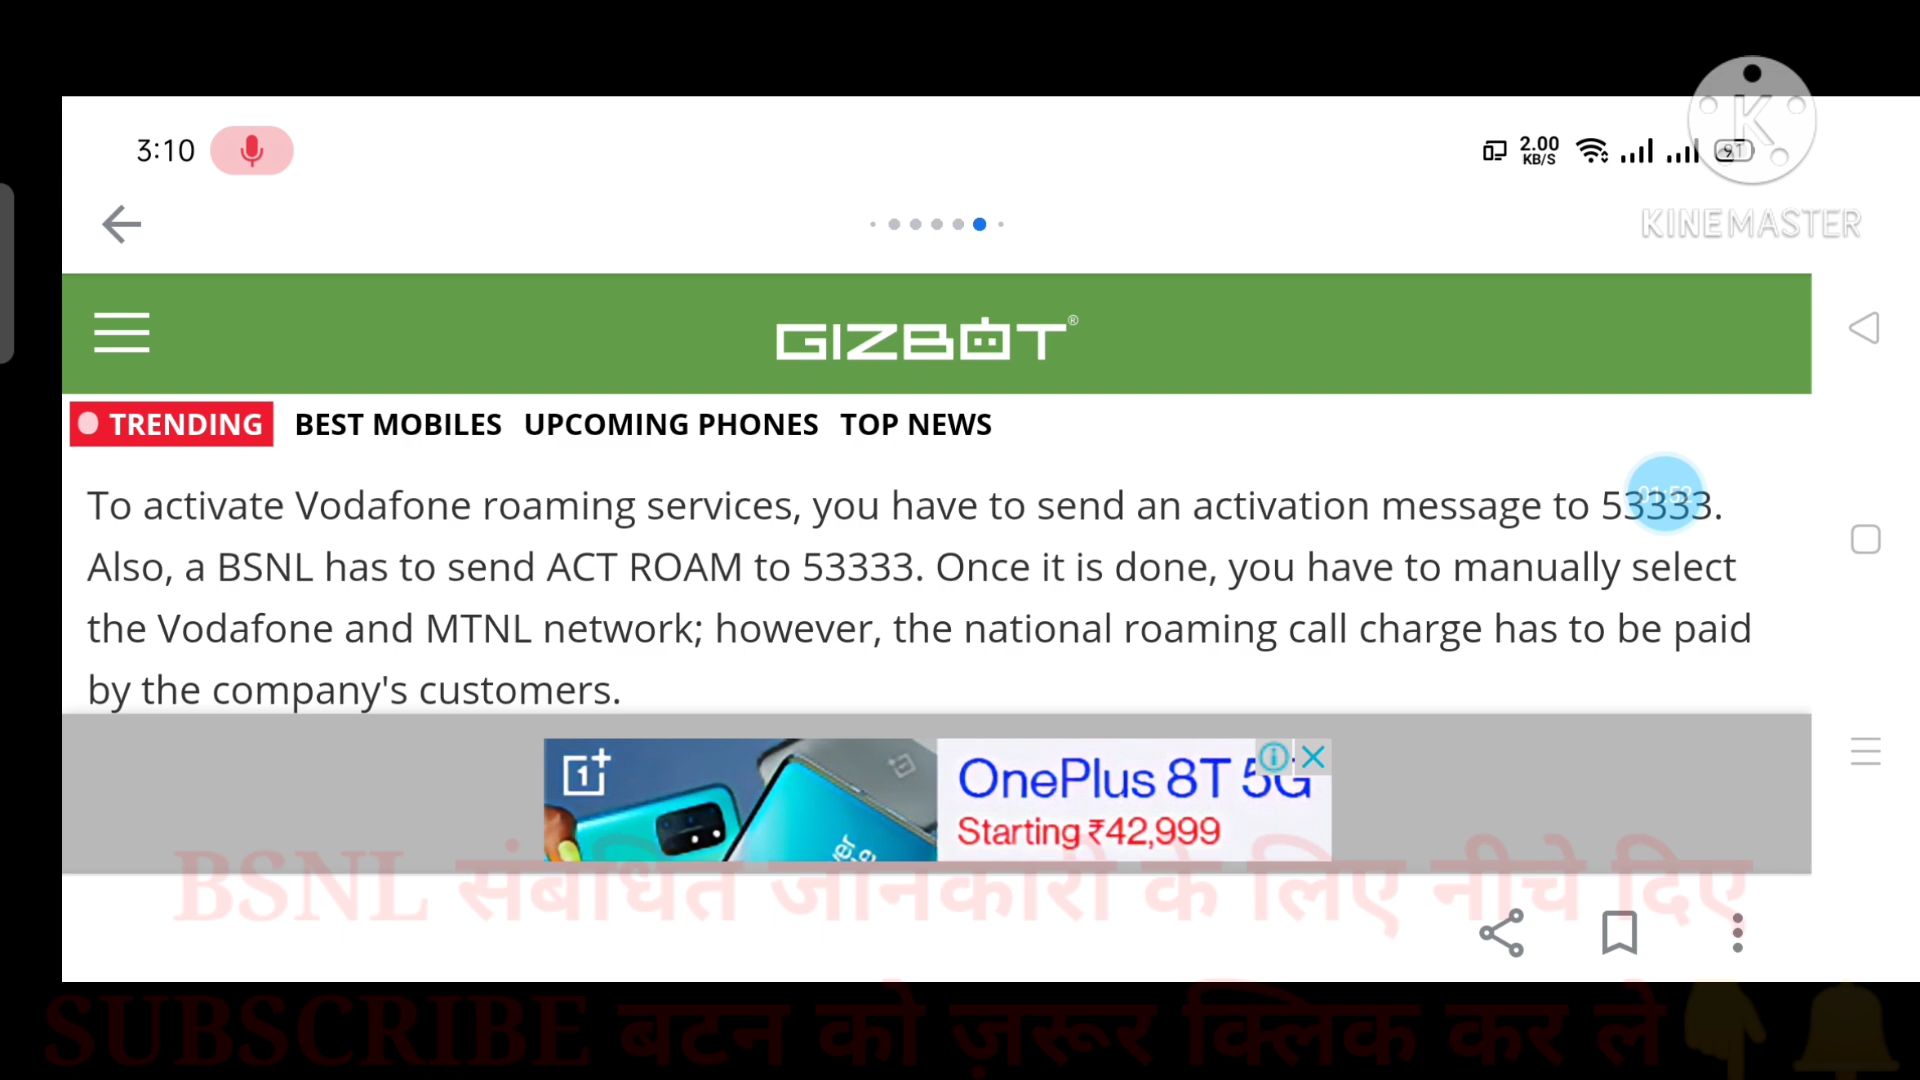 3:10
2.00
KB/S
91
K
KINEMASTER
GIZBOT®
TRENDING BEST MOBILES UPCOMING PHONES TOP NEWS
01:52
To activate Vodafone roaming services, you have to send an activation message to 53333.
Also, a BSNL has to send ACT ROAM to 53333. Once it is done, you have to manually select
the Vodafone and MTNL network; however, the national roaming call charge has to be paid
by the company's customers.
OnePlus 8T 5G
Starting ₹42,999
BSNL संबंधित जानकारी के लिए नीचे दिए
SUBSCRIBE बटन को ज़रूर क्लिक कर ले